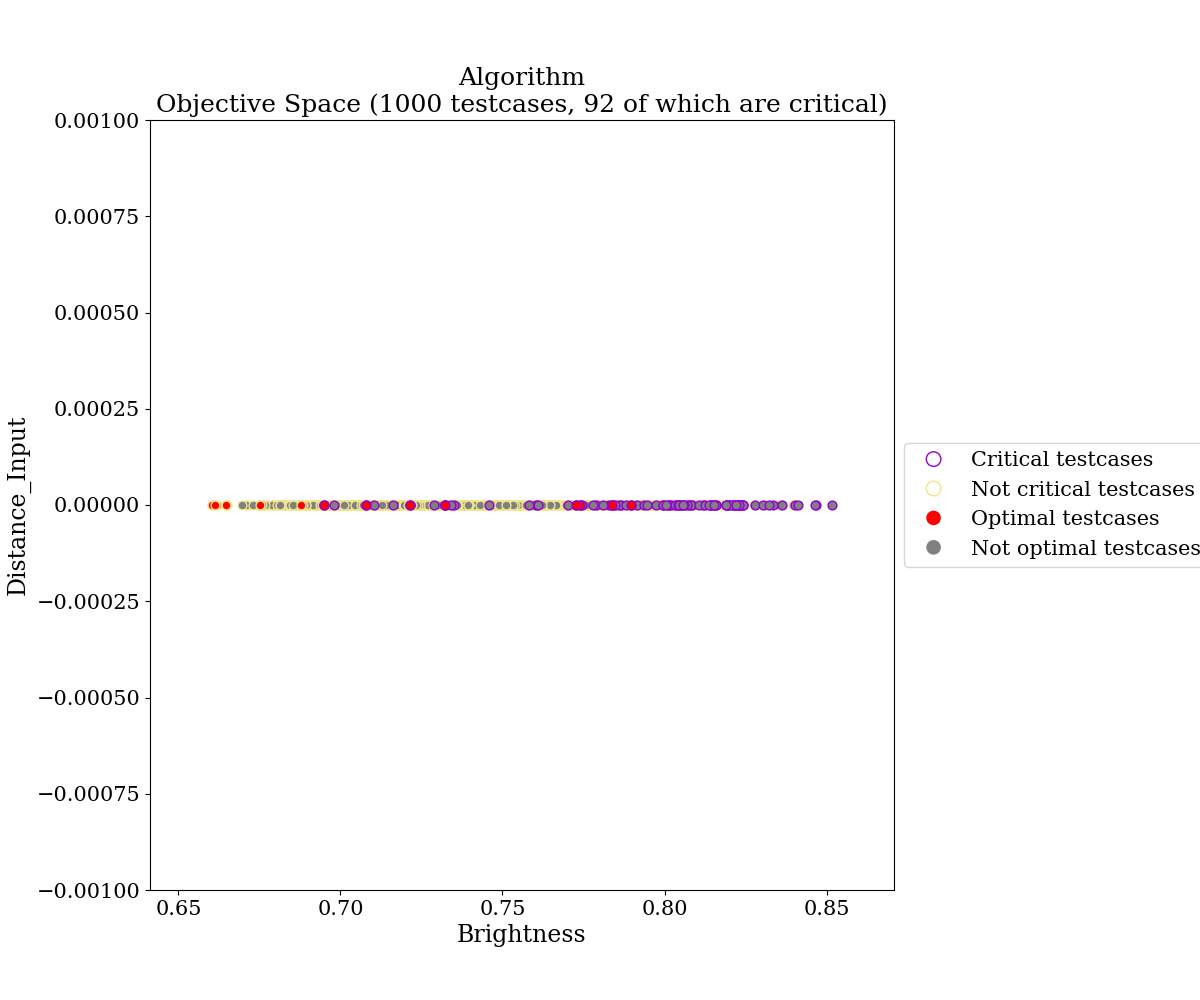 Algorithm
Objective Space (1000 testcases, 92 of which are critical)
0.00100
0.00075
0.00050
0.00025
0.00000
−0.00025
−0.00050
−0.00075
−0.00100
Distance_Input
0.65 0.70 0.75 0.80 0.85
Brightness
Critical testcases
Not critical testcases
Optimal testcases
Not optimal testcases